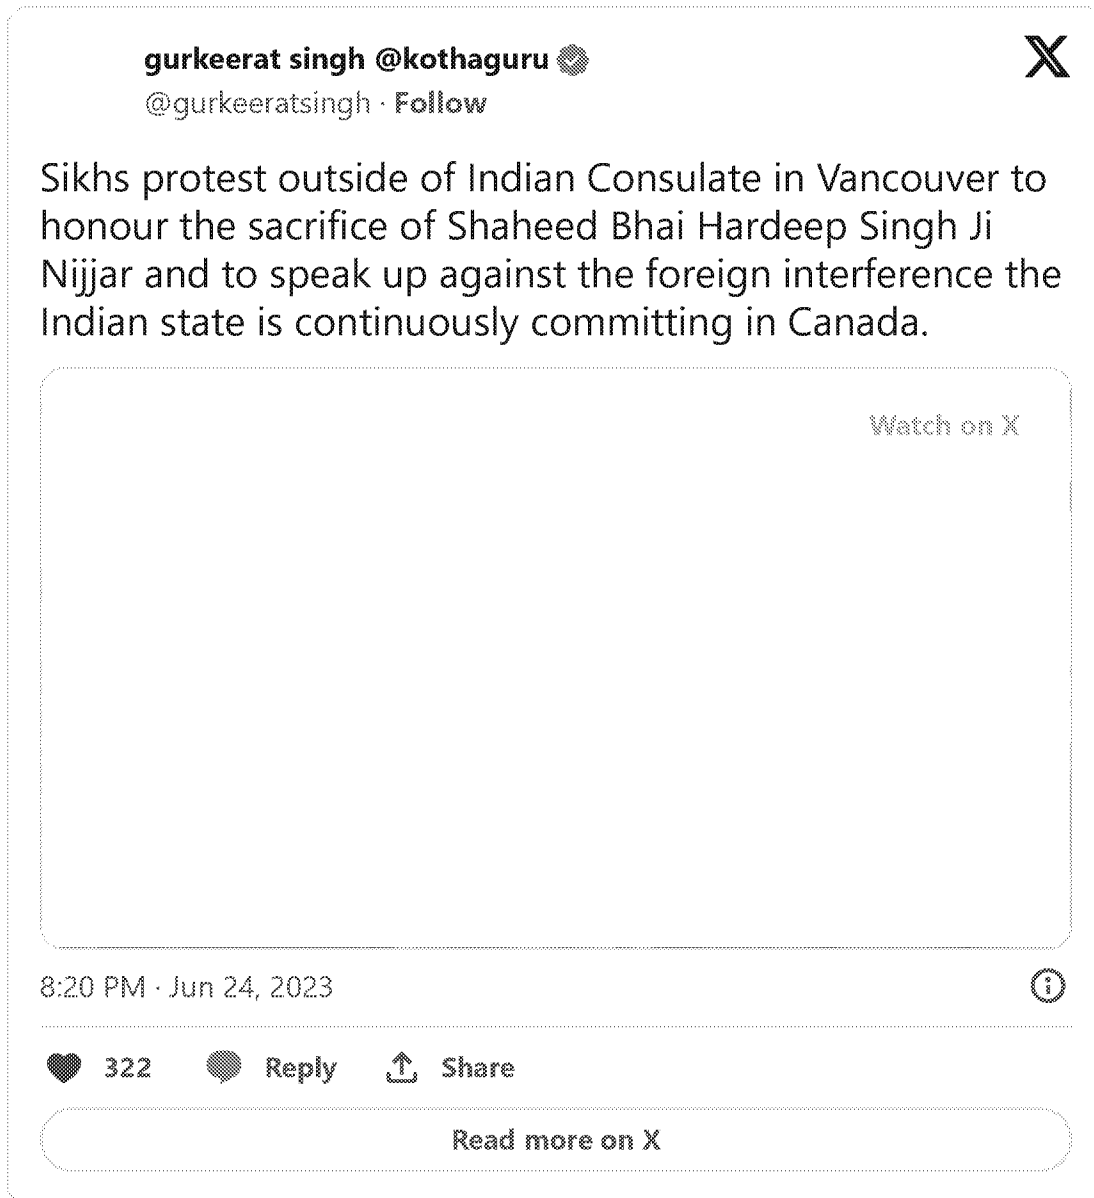 gurkeerat singh @kothaguru
@gurkeeratsingh · Follow
Sikhs protest outside of Indian Consulate in Vancouver to
honour the sacrifice of Shaheed Bhai Hardeep Singh Ji
Nijjar and to speak up against the foreign interference the
Indian state is continuously committing in Canada.
Watch on X
8:20 PM · Jun 24, 2023
322 Reply Share
Read more on X